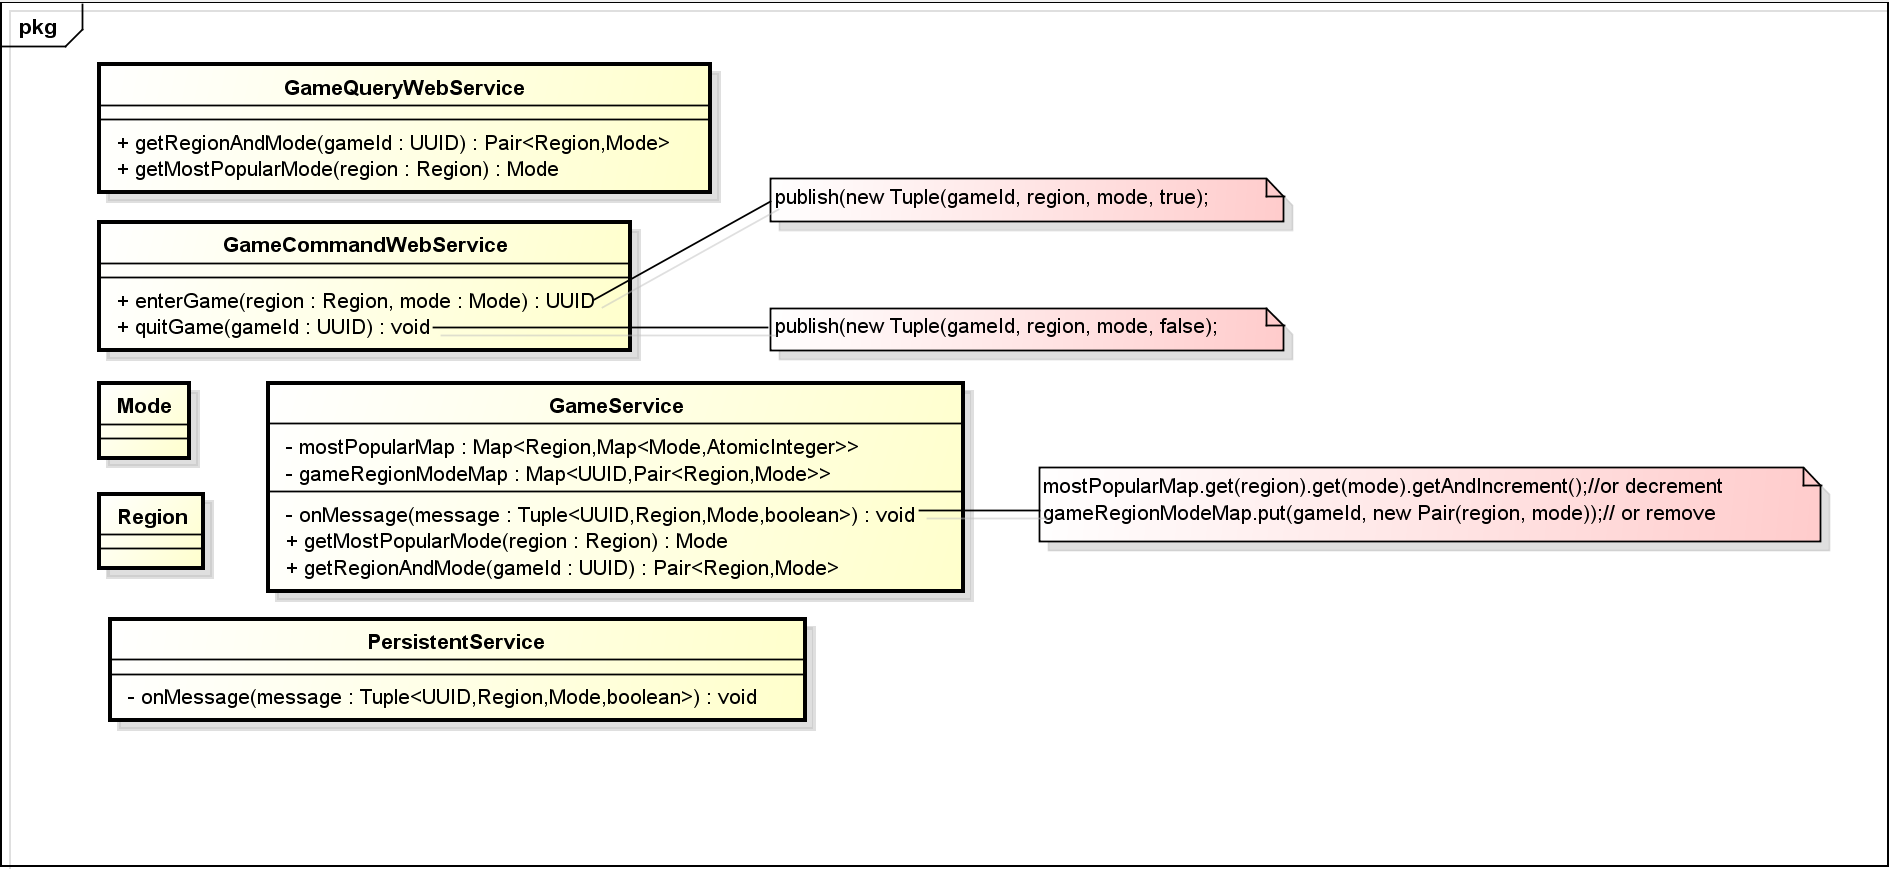 pkg
GameQueryWebService
+ getRegionAndMode(gameId : UUID) : Pair<Region,Mode>
+ getMostPopularMode(region : Region) : Mode
publish(new Tuple(gameId, region, mode, true);
GameCommandWebService
+ enterGame(region : Region, mode : Mode) : UUID
+ quitGame(gameId : UUID) : void
publish(new Tuple(gameId, region, mode, false);
Mode
Region
GameService
- mostPopularMap : Map<Region,Map<Mode,AtomicInteger>>
- gameRegionModeMap : Map<UUID,Pair<Region,Mode>>
- onMessage(message : Tuple<UUID,Region,Mode,boolean>) : void
+ getMostPopularMode(region : Region) : Mode
+ getRegionAndMode(gameId : UUID) : Pair<Region,Mode>
mostPopularMap.get(region).get(mode).getAndIncrement();//or decrement
gameRegionModeMap.put(gameId, new Pair(region, mode));// or remove
PersistentService
- onMessage(message : Tuple<UUID,Region,Mode,boolean>) : void